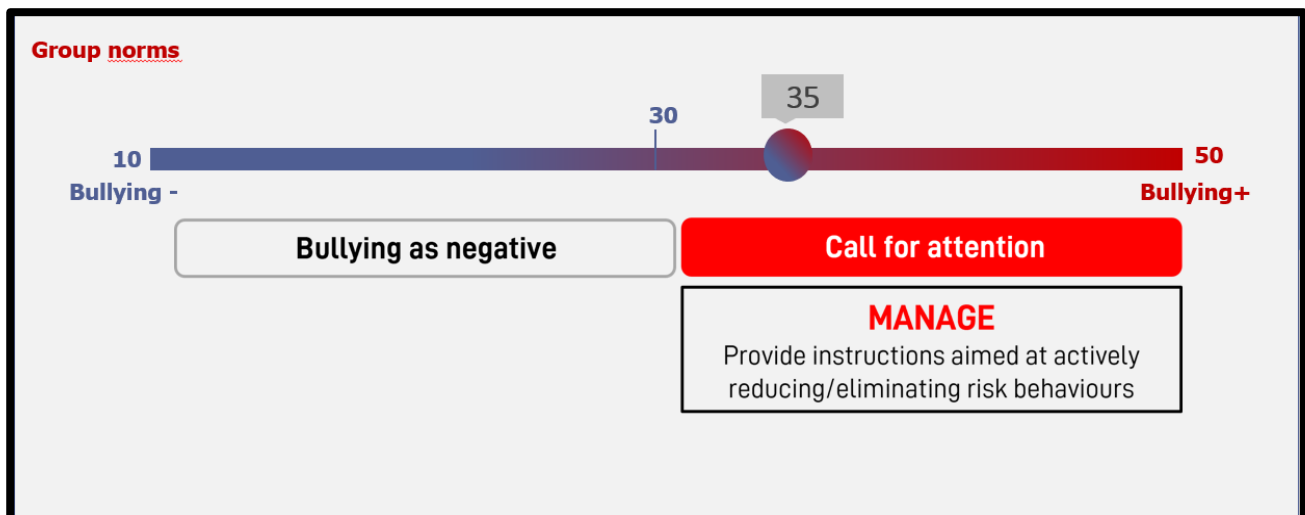 Group norms
35
30
10
50
Bullying -
Bullying+
Bullying as negative
Call for attention
MANAGE
Provide instructions aimed at actively
reducing/eliminating risk behaviours